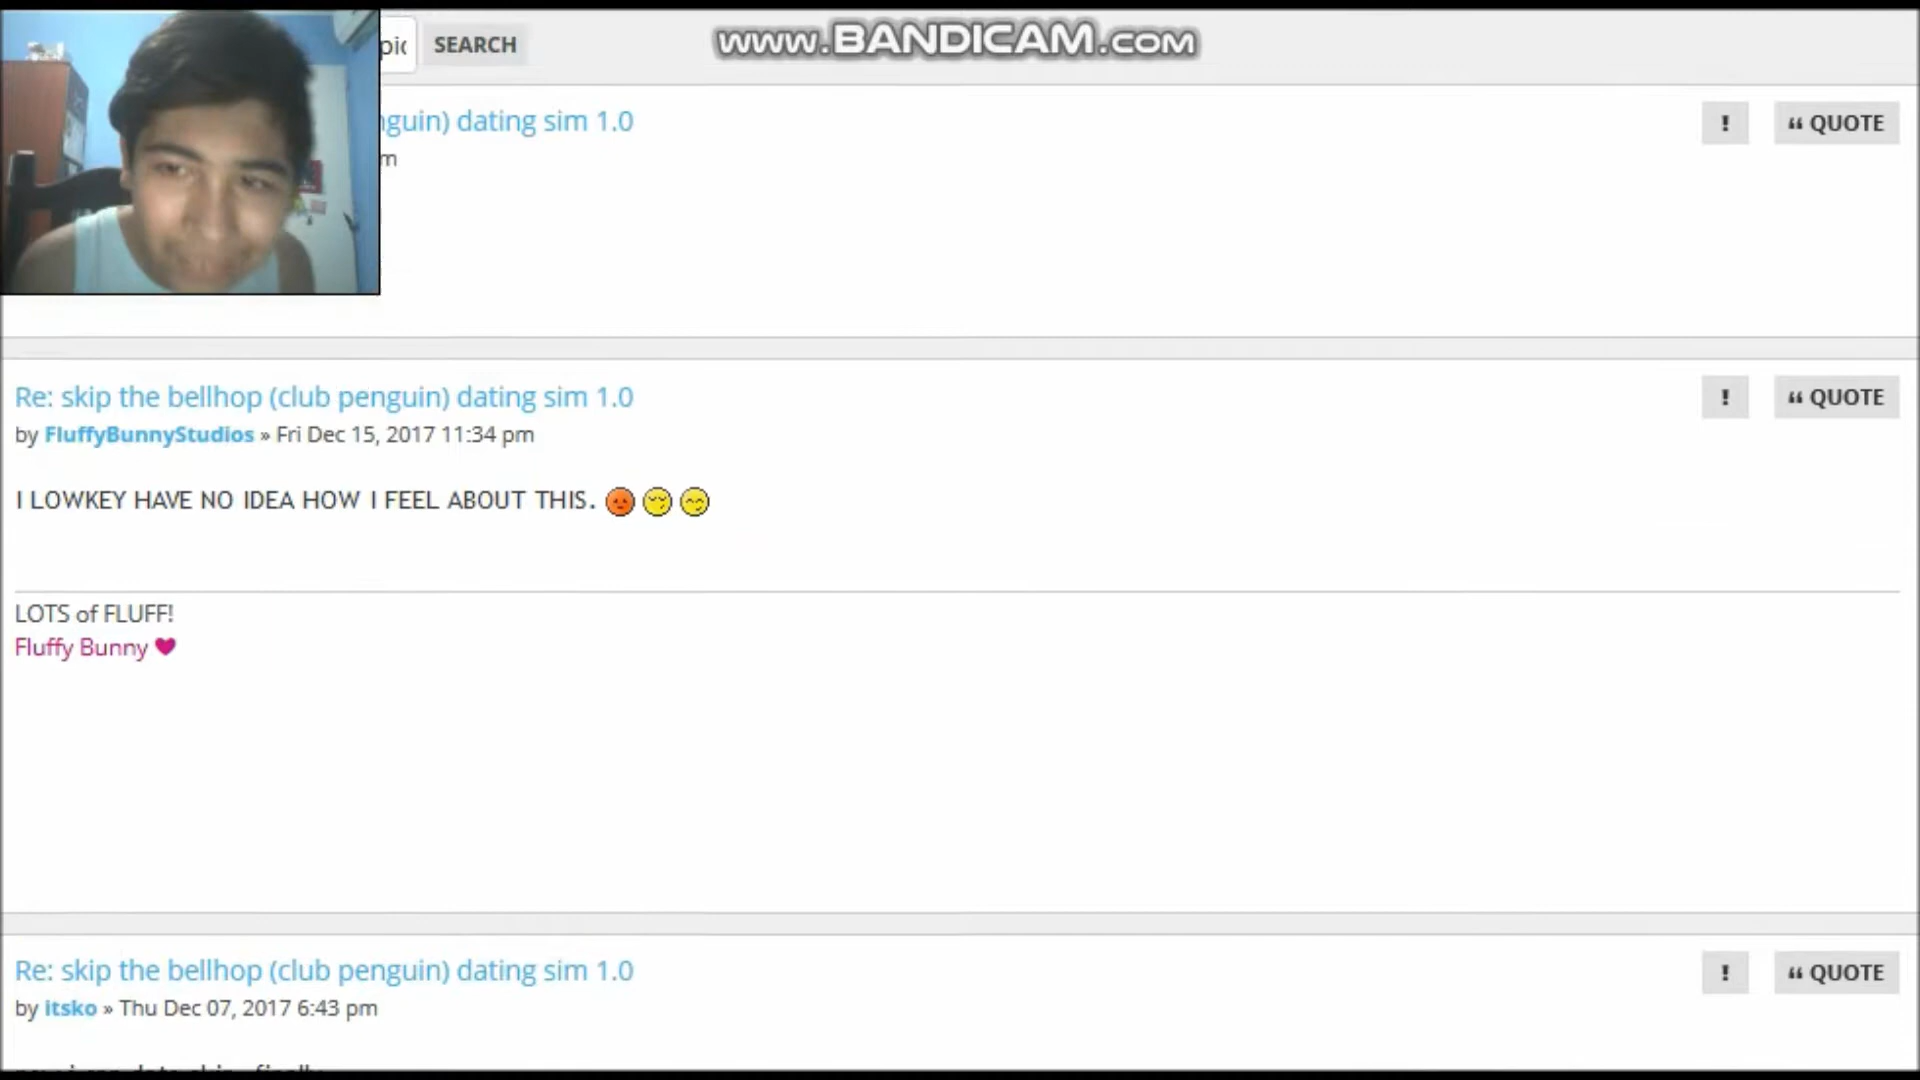 pic SEARCH
www.BANDICAM.com
nguin) dating sim 1.0
! “ QUOTE
m
Re: skip the bellhop (club penguin) dating sim 1.0
! “ QUOTE
by FluffyBunnyStudios » Fri Dec 15, 2017 11:34 pm
I LOWKEY HAVE NO IDEA HOW I FEEL ABOUT THIS.
LOTS of FLUFF!
Fluffy Bunny ♥
Re: skip the bellhop (club penguin) dating sim 1.0
! “ QUOTE
by itsko » Thu Dec 07, 2017 6:43 pm